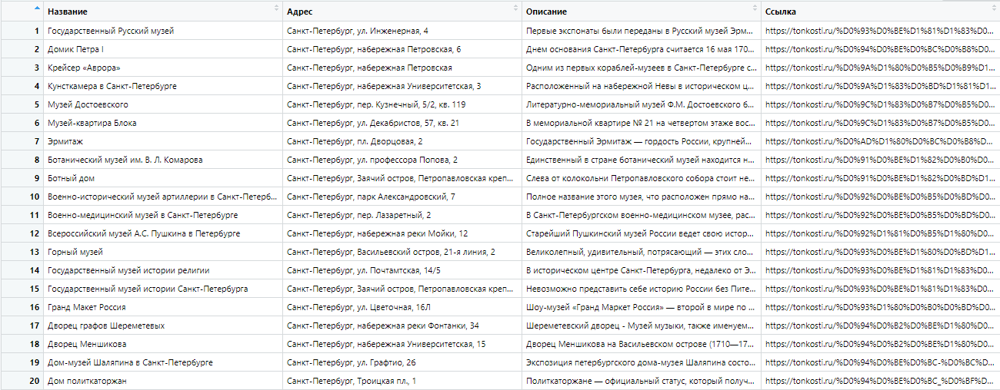 Название Адрес Описание Ссылка
1 Государственный Русский музей Санкт-Петербург, ул. Инженерная, 4 Первые экспонаты были переданы в Русский музей Эрм... https://tonkosti.ru/%D0%93%D0%BE%D1%81%D1%83%D0...
2 Домик Петра I Санкт-Петербург, набережная Петровская, 6 Днем основания Санкт-Петербурга считается 16 мая 170... https://tonkosti.ru/%D0%94%D0%BE%D0%BC%D0%B8%D0...
3 Крейсер «Аврора» Санкт-Петербург, набережная Петровская Одним из первых кораблей-музеев в Санкт-Петербурге с... https://tonkosti.ru/%D0%9A%D1%80%D0%B5%D0%B9%D1...
4 Кунсткамера в Санкт-Петербурге Санкт-Петербург, набережная Университетская, 3 Расположенный на набережной Невы в историческом ц... https://tonkosti.ru/%D0%9A%D1%83%D0%BD%D1%81%D1...
5 Музей Достоевского Санкт-Петербург, пер. Кузнечный, 5/2, кв. 119 Литературно-мемориальный музей Ф.М. Достоевского б... https://tonkosti.ru/%D0%9C%D1%83%D0%B7%D0%B5%D0...
6 Музей-квартира Блока Санкт-Петербург, ул. Декабристов, 57, кв. 21 В мемориальной квартире № 21 на четвертом этаже вос... https://tonkosti.ru/%D0%9C%D1%83%D0%B7%D0%B5%D0...
7 Эрмитаж Санкт-Петербург, пл. Дворцовая, 2 Государственный Эрмитаж — гордость России, крупней... https://tonkosti.ru/%D0%AD%D1%80%D0%BC%D0%B8%D...
8 Ботанический музей им. В. Л. Комарова Санкт-Петербург, ул. профессора Попова, 2 Единственный в стране ботанический музей находится н... https://tonkosti.ru/%D0%91%D0%BE%D1%82%D0%B0%D0...
9 Ботный дом Санкт-Петербург, Заячий остров, Петропавловская креп... Слева от колокольни Петропавловского собора стоит не... https://tonkosti.ru/%D0%91%D0%BE%D1%82%D0%BD%D1...
10 Военно-исторический музей артиллерии в Санкт-Петерб... Санкт-Петербург, парк Александровский, 7 Полное название этого музея, что расположен прямо на... https://tonkosti.ru/%D0%92%D0%BE%D0%B5%D0%BD%D0...
11 Военно-медицинский музей в Санкт-Петербурге Санкт-Петербург, пер. Лазаретный, 2 В Санкт-Петербургском военно-медицинском музее, рас... https://tonkosti.ru/%D0%92%D0%BE%D0%B5%D0%BD%D0...
12 Всероссийский музей А.С. Пушкина в Петербурге Санкт-Петербург, набережная реки Мойки, 12 Старейший Пушкинский музей России ведет свою истор... https://tonkosti.ru/%D0%92%D1%81%D0%B5%D1%80%D0...
13 Горный музей Санкт-Петербург, Васильевский остров, 21-я линия, 2 Великолепный, удивительный, потрясающий — этих сло... https://tonkosti.ru/%D0%93%D0%BE%D1%80%D0%BD%D1...
14 Государственный музей истории религии Санкт-Петербург, ул. Почтамтская, 14/5 В историческом центре Санкт-Петербурга, недалеко от Э... https://tonkosti.ru/%D0%93%D0%BE%D1%81%D1%83%D0...
15 Государственный музей истории Санкт-Петербурга Санкт-Петербург, Заячий остров, Петропавловская креп... Невозможно представить себе историю России без Пите... https://tonkosti.ru/%D0%93%D0%BE%D1%81%D1%83%D0...
16 Гранд Макет Россия Санкт-Петербург, ул. Цветочная, 16Л Шоу-музей «Гранд Маркет Россия» — второй в мире по ... https://tonkosti.ru/%D0%93%D1%80%D0%B0%D0%BD%D0...
17 Дворец графов Шереметевых Санкт-Петербург, набережная реки Фонтанки, 34 Шереметевский дворец - Музей музыки, также именуем... https://tonkosti.ru/%D0%94%D0%B2%D0%BE%D1%80%D0...
18 Дворец Меншикова Санкт-Петербург, набережная Университетская, 15 Дворец Меншикова на Васильевском острове (1710—17... https://tonkosti.ru/%D0%94%D0%B2%D0%BE%D1%80%D0...
19 Дом-музей Шаляпина в Санкт-Петербурге Санкт-Петербург, ул. Графтио, 26 Экспозиция петербургского дома-музея Шаляпина состо... https://tonkosti.ru/%D0%94%D0%BE%D0%BC-%D0%BC%D...
20 Дом политкаторжан Санкт-Петербург, Троицкая пл., 1 Политкаторжане — официальный статус, который получ... https://tonkosti.ru/%D0%94%D0%BE%D0%BC_%D0%BF%D...